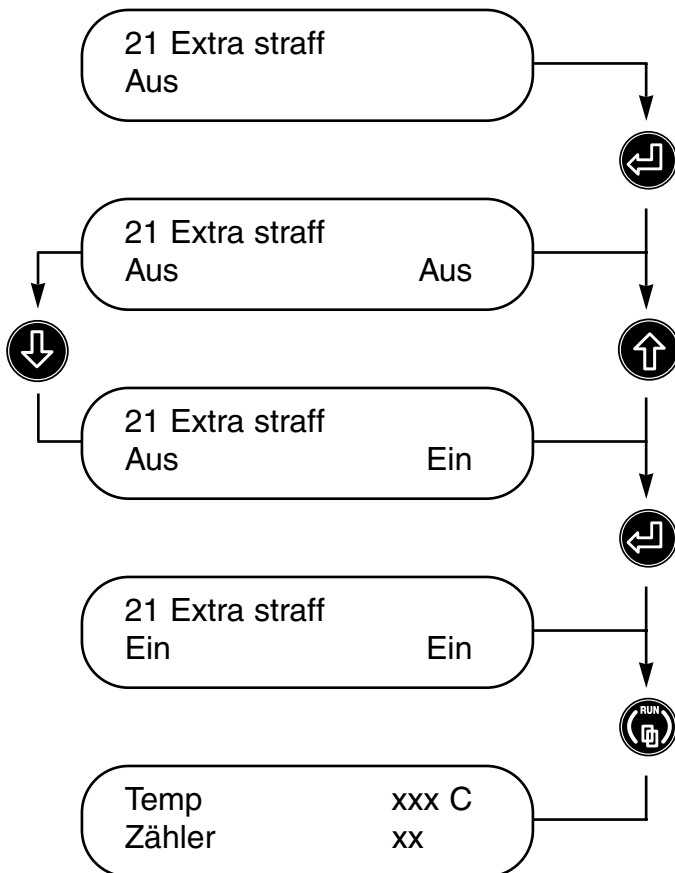 21 Extra straff
Aus
21 Extra straff
Aus Aus
21 Extra straff
Aus Ein
21 Extra straff
Ein Ein
RUN
Temp xxx C
Zähler xx